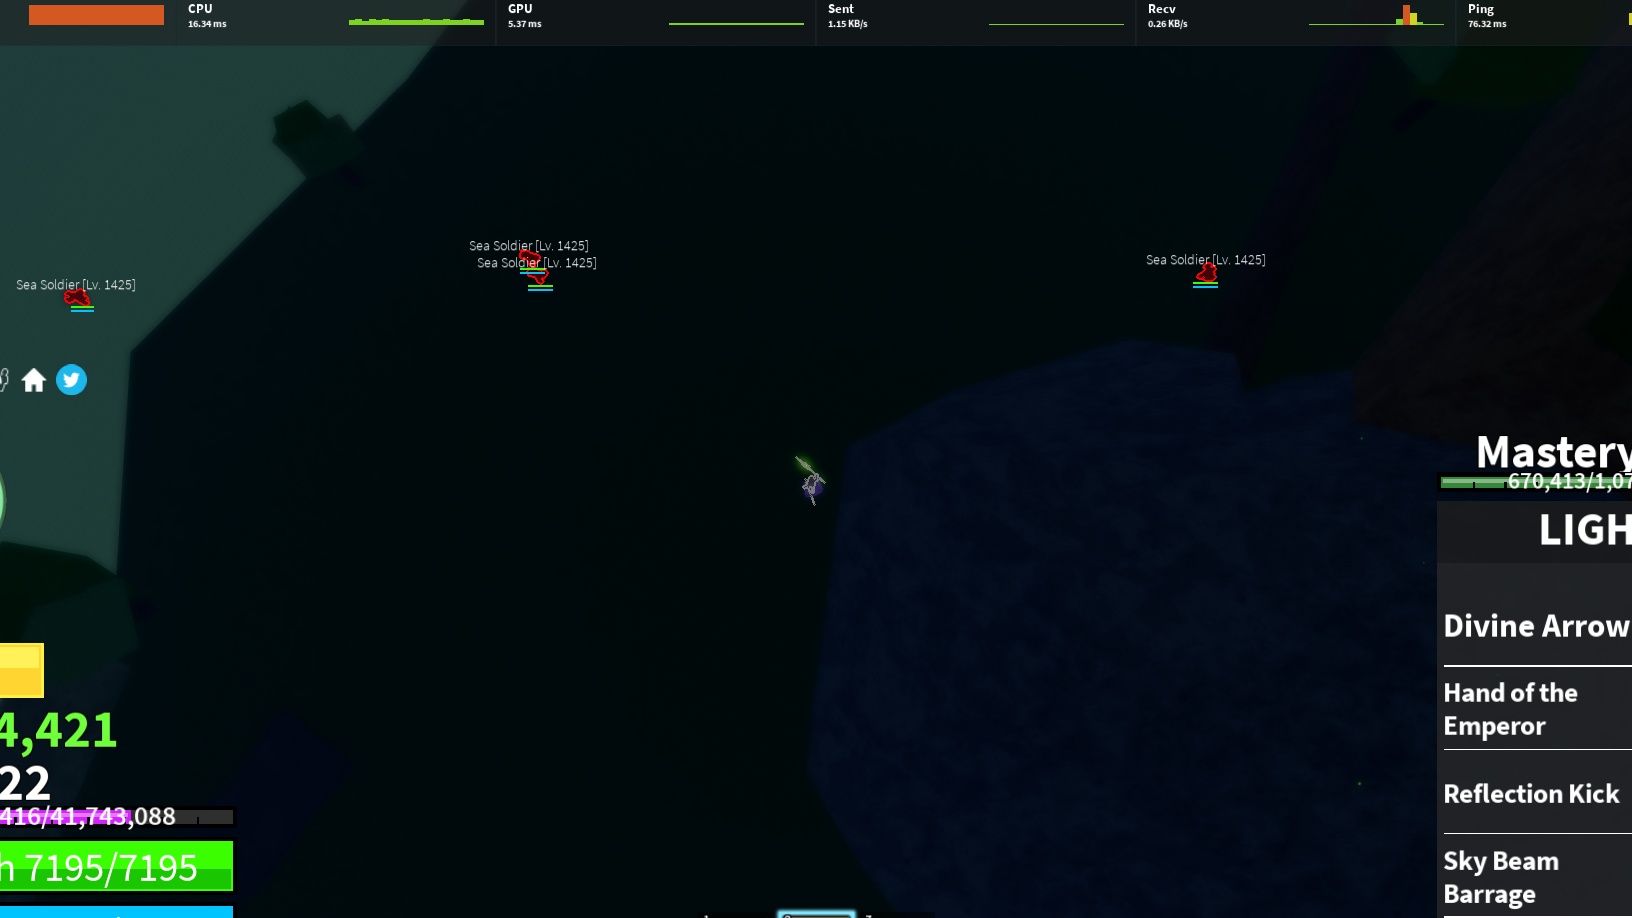 CPU
16.34 ms
GPU
5.37 ms
Sent
1.15 KB/s
Recv
0.26 KB/s
Ping
76.32 ms
Sea Soldier [Lv. 1425]
Sea Soldier [Lv. 1425]
Sea Soldier [Lv. 1425]
Sea Soldier [Lv. 1425]
Mastery
670,413/1,07
LIGH
Divine Arrow
Hand of the
Emperor
Reflection Kick
Sky Beam
Barrage
4,421
22
416/41,743,088
h 7195/7195